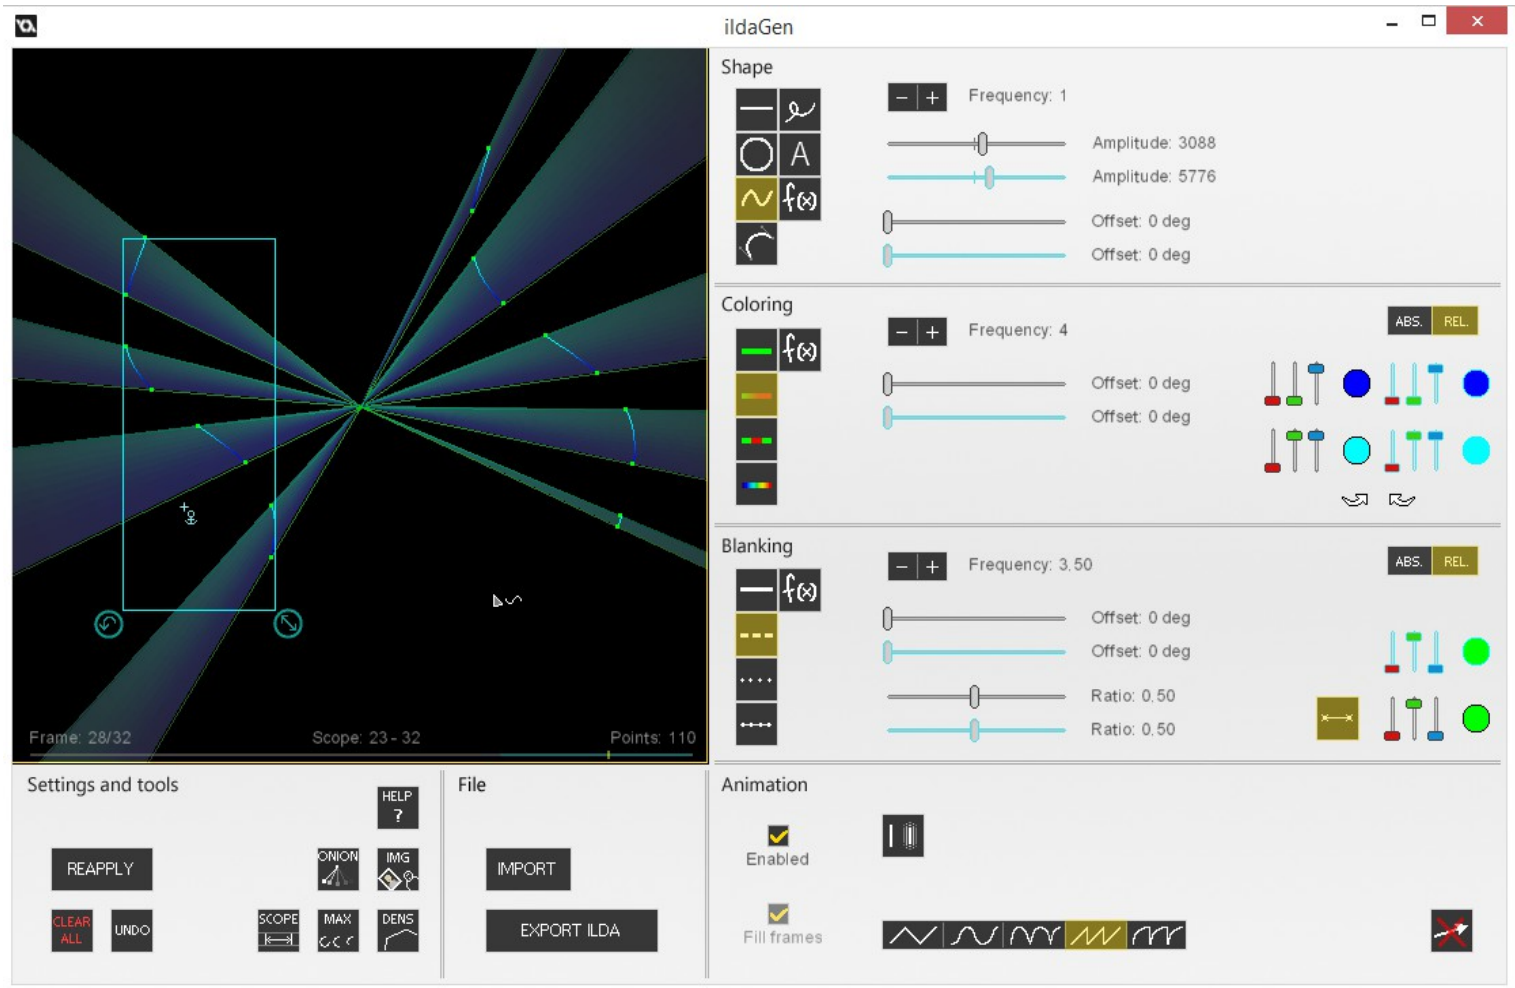 ildaGen
Shape
Frequency: 1
Amplitude: 3088
Amplitude: 5776
Offset: 0 deg
Offset: 0 deg
A
f(x)
Coloring
Frequency: 4
ABS. REL.
f(x)
Offset: 0 deg
Offset: 0 deg
Blanking
Frequency: 3.50
ABS. REL.
f(x)
Offset: 0 deg
Offset: 0 deg
Ratio: 0.50
Ratio: 0.50
Frame: 28/32 Scope: 23 - 32 Points: 110
Settings and tools
HELP
?
REAPPLY
ONION
IMG
CLEAR
ALL
UNDO
SCOPE
MAX
DENS
File
IMPORT
EXPORT ILDA
Animation
Enabled
Fill frames